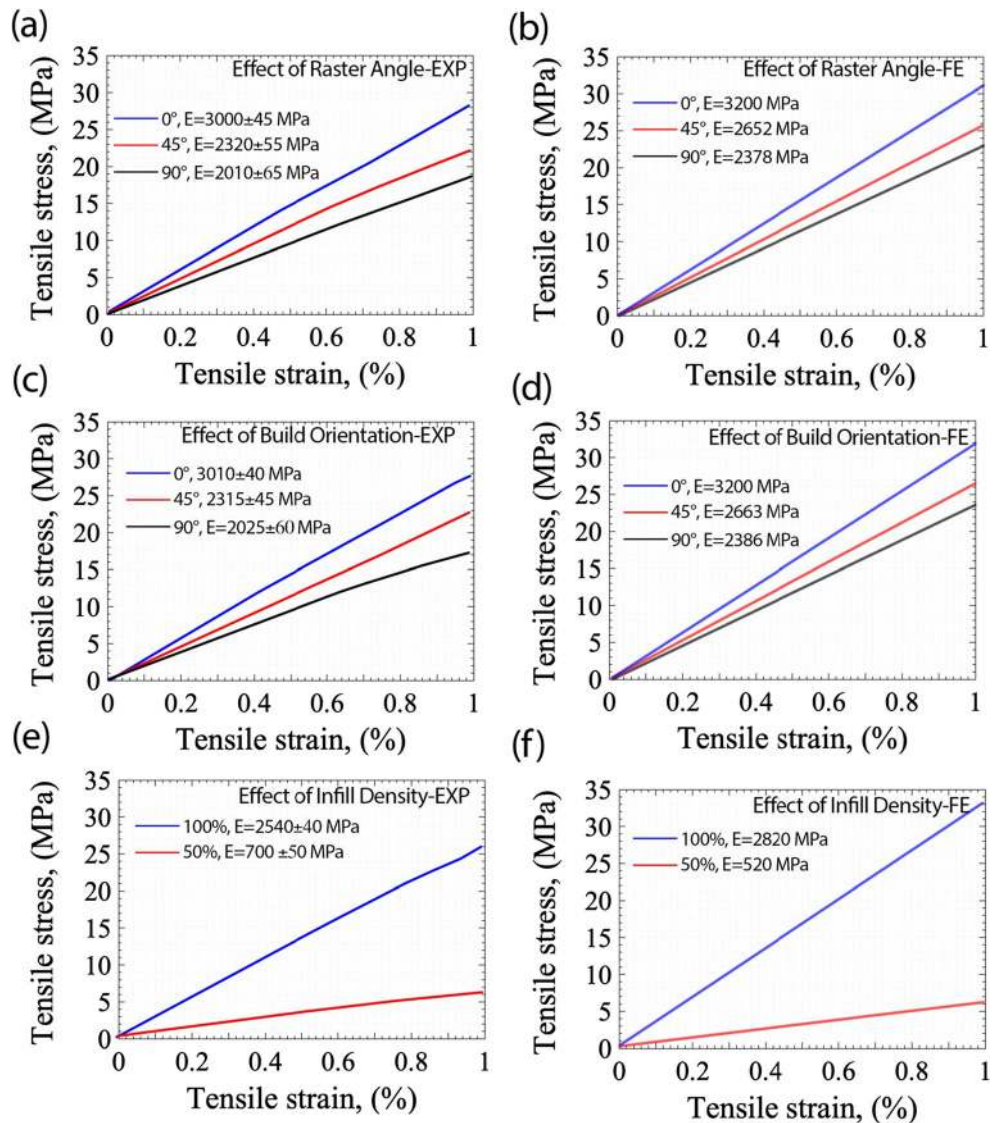 (a)
Effect of Raster Angle-EXP
0°, E=3000±45 MPa
45°, E=2320±55 MPa
90°, E=2010±65 MPa
Tensile stress, (MPa)
35
30
25
20
15
10
5
0
0 0.2 0.4 0.6 0.8 1
Tensile strain, (%)
(b)
Effect of Raster Angle-FE
0°, E=3200 MPa
45°, E=2652 MPa
90°, E=2378 MPa
Tensile stress, (MPa)
35
30
25
20
15
10
5
0
0 0.2 0.4 0.6 0.8 1
Tensile strain, (%)
(c)
Effect of Build Orientation-EXP
0°, 3010±40 MPa
45°, 2315±45 MPa
90°, E=2025±60 MPa
Tensile stress, (MPa)
35
30
25
20
15
10
5
0
0 0.2 0.4 0.6 0.8 1
Tensile strain, (%)
(d)
Effect of Build Orientation-FE
0°, E=3200 MPa
45°, E=2663 MPa
90°, E=2386 MPa
Tensile stress, (MPa)
35
30
25
20
15
10
5
0
0 0.2 0.4 0.6 0.8 1
Tensile strain, (%)
(e)
Effect of Infill Density-EXP
100%, E=2540±40 MPa
50%, E=700 ±50 MPa
Tensile stress, (MPa)
35
30
25
20
15
10
5
0
0 0.2 0.4 0.6 0.8 1
Tensile strain, (%)
(f)
Effect of Infill Density-FE
100%, E=2820 MPa
50%, E=520 MPa
Tensile stress, (MPa)
35
30
25
20
15
10
5
0
0 0.2 0.4 0.6 0.8 1
Tensile strain, (%)